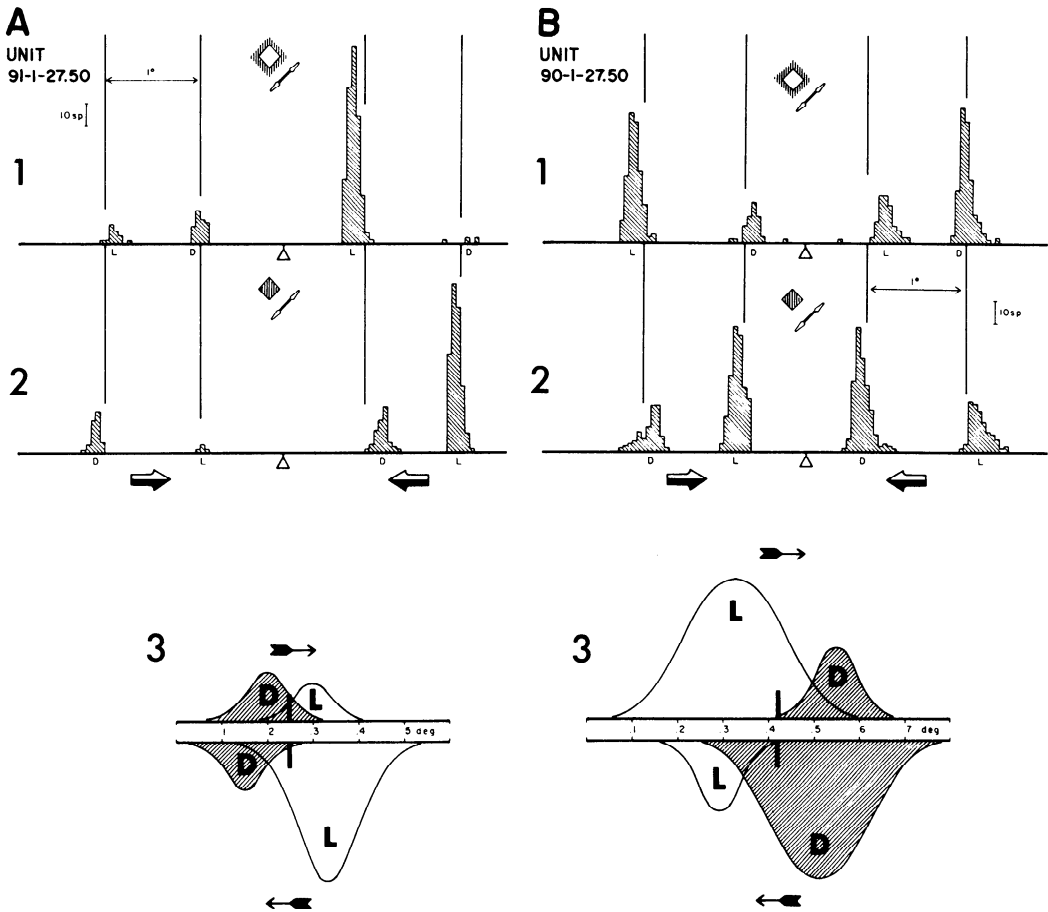 A
UNIT
91-1-27.50
1°
10sp
1
L D L D
2
D L D L
3
D L
1 2 3 4 5 deg
D
L
B
UNIT
90-1-27.50
1
L D L D
1°
10sp
2
D L D L
3
L
D
.1 .2 .3 .4 .5 .6 .7 deg
L
D